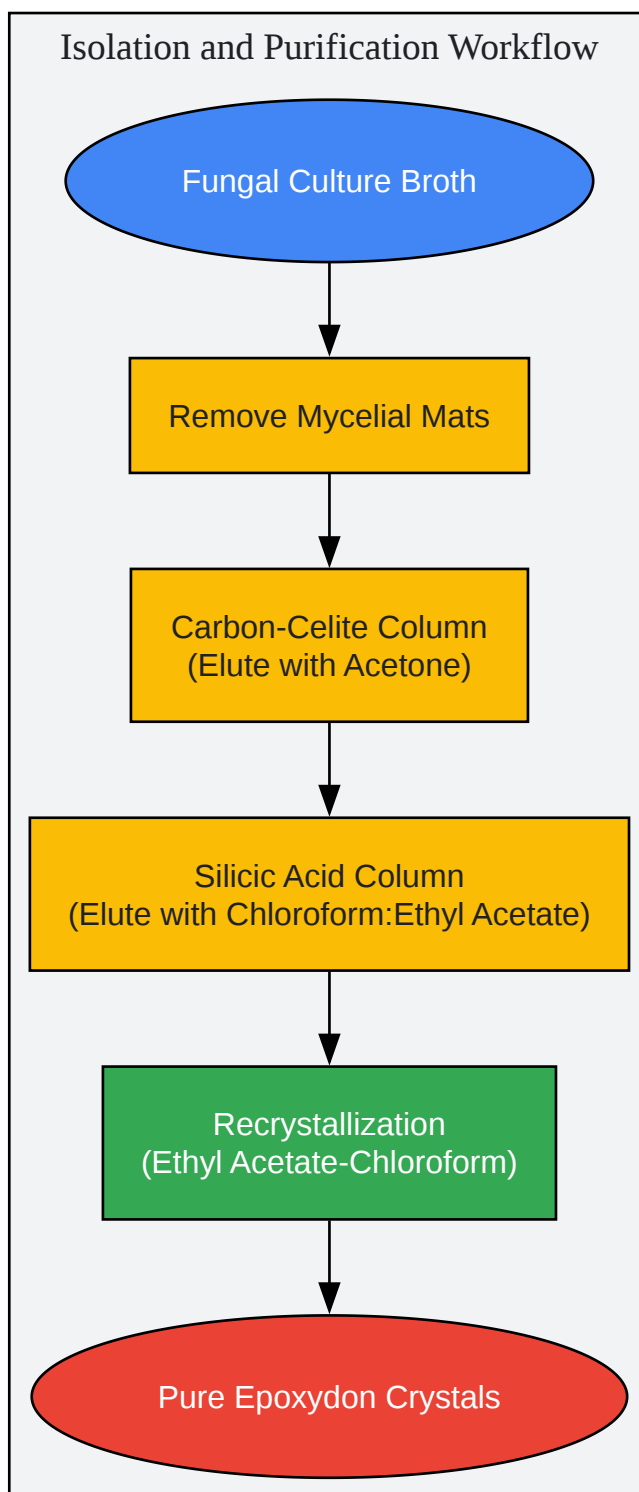 Isolation and Purification Workflow
Fungal Culture Broth
Remove Mycelial Mats
Carbon-Celite Column
(Elute with Acetone)
Silicic Acid Column
(Elute with Chloroform:Ethyl Acetate)
Recrystallization
(Ethyl Acetate-Chloroform)
Pure Epoxydon Crystals